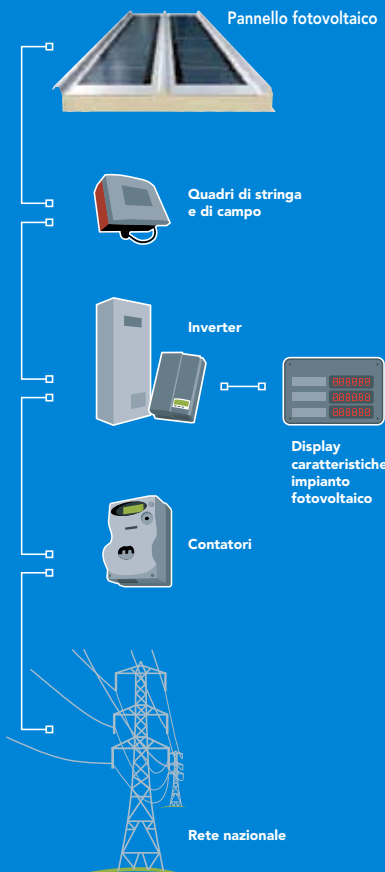 Pannello fotovoltaico
Quadri di stringa
e di campo
Inverter
Display
caratteristiche
impianto
fotovoltaico
Contatori
Rete nazionale